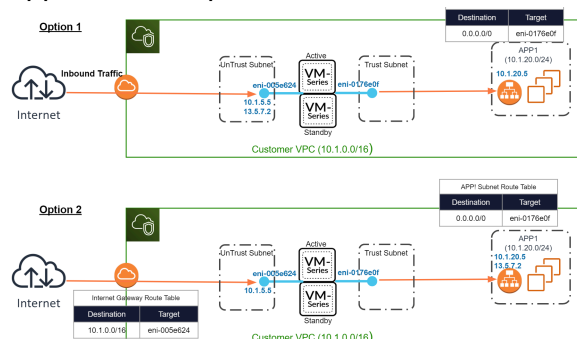 Option 1
Destination Target
0.0.0.0/0 eni-0176e0f
Inbound Traffic
Internet
UnTrust Subnet
Active
Trust Subnet
eni-005e624
eni-0176e0f
10.1.5.5
13.5.7.2
VM-
Series
VM-
Series
Standby
APP1
(10.1.20.0/24)
10.1.20.5
Customer VPC (10.1.0.0/16)
Option 2
APP! Subnet Route Table
Destination Target
0.0.0.0/0 eni-0176e0f
Internet
UnTrust Subnet
Active
Trust Subnet
eni-005e624
eni-0176e0f
10.1.5.5
VM-
Series
VM-
Series
Standby
APP1
(10.1.20.0/24)
10.1.20.5
13.5.7.2
Internet Gateway Route Table
Destination Target
10.1.0.0/16 eni-005e624
Customer VPC (10.1.0.0/16)